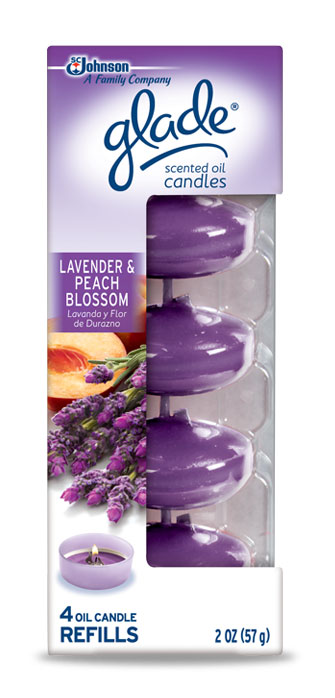 SC Johnson
A Family Company
glade®
scented oil
candles
LAVENDER &
PEACH
BLOSSOM
Lavanda y Flor
de Durazno
4 OIL CANDLE
REFILLS
2 OZ (57 g)